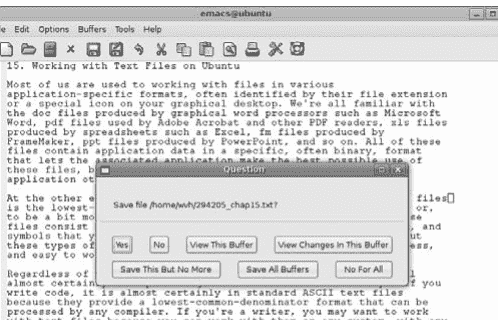 emacs@ubuntu
File Edit Options Buffers Tools Help
15. Working with Text Files on Ubuntu
Most of us are used to working with files in various
application-specific formats, often identified by their file extension
or a special icon on your graphical desktop. We're all familiar with
the doc files produced by graphical word processors such as Microsoft
Word, pdf files used by Adobe Acrobat and other PDF readers, xls files
produced by spreadsheets such as Excel, fm files produced by
FrameMaker, ppt files produced by PowerPoint, and so on. All of these
files contain application data in a specific, often binary, format
that lets the associated application make the best possible use of
these files, b
application ot
Question
At the other e files
is the lowest- or,
to be a bit mo se
files consist , and
symbols that y ut
these types of ess,
and easy to wo
Save file /home/wvh/294205_chap15.txt?
Yes No View This Buffer View Changes In This Buffer
Save This But No More Save All Buffers No For All
Regardless of
almost certain f you
write code, it is almost certainly in standard ASCII text files
because they provide a lowest-common-denominator format that can be
processed by any compiler. If you're a writer, you may want to work